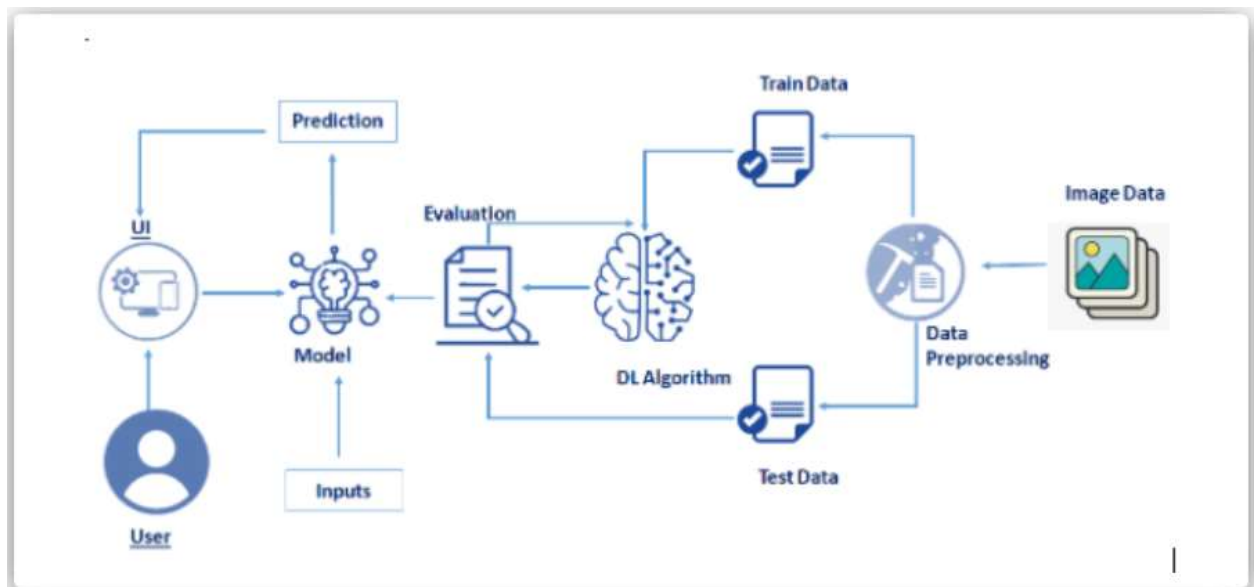 Train Data
Prediction
Image Data
Evaluation
UI
Data
Preprocessing
Model
DL Algorithm
Test Data
Inputs
User